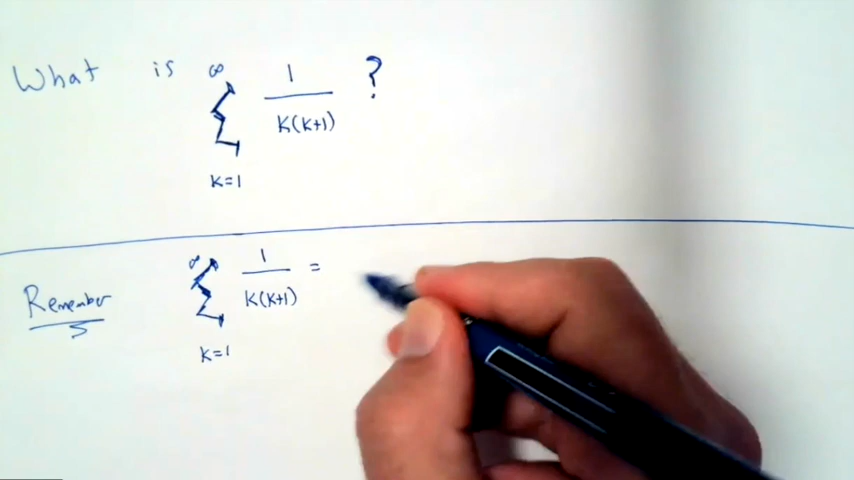 What is ∞ Σ k=1 1/k(k+1) ?
Remember ∞ Σ k=1 1/k(k+1) =